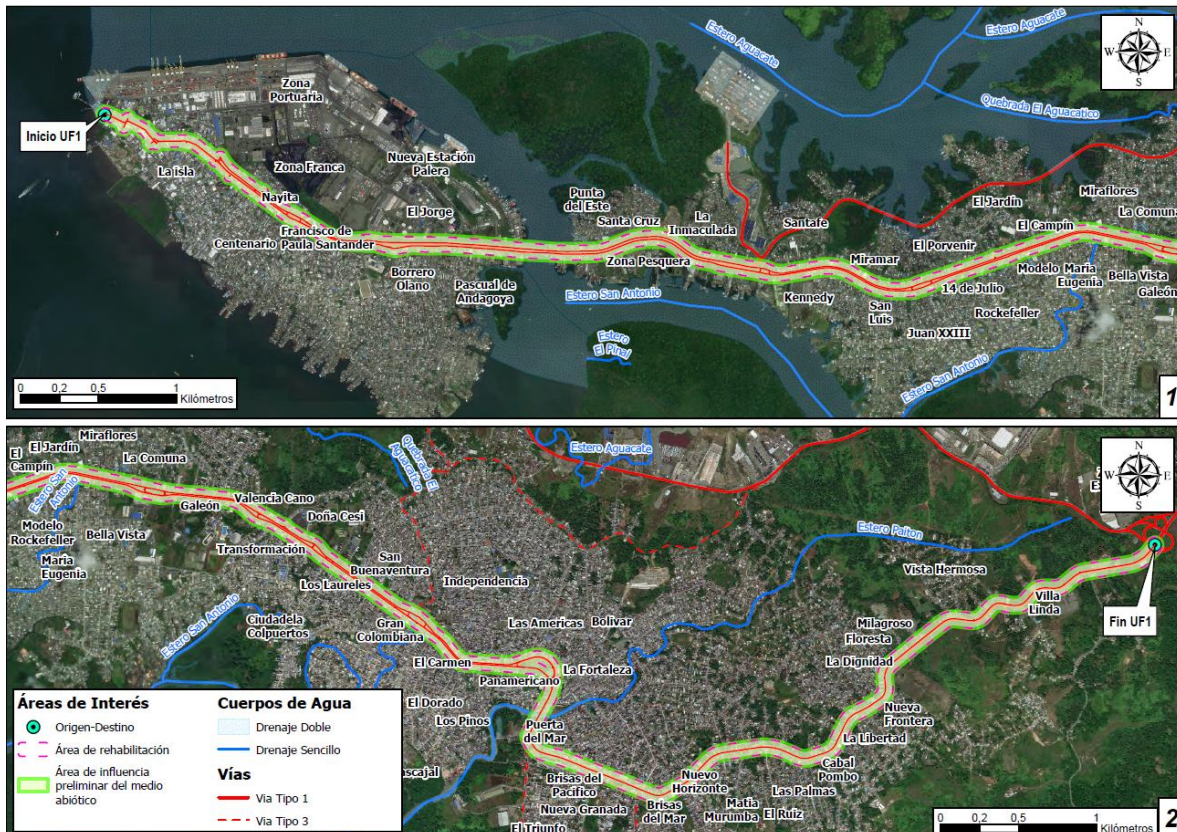 Estero Aguacate
Estero Aguacate
N
W E
S
Quebrada El Aguacatico
Zona
Portuaria
Inicio UF1
La isla
Zona Franca
Nueva Estación
Palera
Nayita
El Jorge
Centenario
Francisco de
Paula Santander
Borrero
Olano
Pascual de
Andagoya
Punta
del Este
Santa Cruz
La
Inmaculada
Zona Pesquera
Santafé
Estero San Antonio
Estero
El Piñal
Kennedy
Miramar
San
Luis
El Jardín
El Porvenir
14 de Julio
Juan XXIII
Rockefeller
Miraflores
La Comuna
El Campín
Modelo
Maria
Eugenia
Bella Vista
Galeón
Estero San Antonio
0 0,2 0,5 1
Kilómetros
1
El
Campín
El Jardín
Miraflores
La Comuna
Estero San
Antonio
Modelo
Rockefeller
Maria
Eugenia
Bella Vista
Galeón
Valencia Cano
Doña Cesi
Transformación
San
Buenaventura
Los Laureles
Quebrada El
Aguacatico
Estero Aguacate
N
W E
S
Independencia
Estero San Antonio
Ciudadela
Colpuertos
Gran
Colombiana
Las Americas
Bolivar
Estero Paiton
Vista Hermosa
Villa
Linda
Fin UF1
El Carmen
Panamericano
La Fortaleza
Milagroso
Floresta
La Dignidad
El Dorado
Los Pinos
Puerta
del Mar
Nueva
Frontera
La Libertad
Cabal
Pombo
Brisas del
Pacifico
Nueva Granada
El Triunfo
Brisas
del Mar
Nuevo
Horizonte
Matia
Murumba
El Ruiz
Las Palmas
Áreas de Interés
Origen-Destino
Área de rehabilitación
Área de influencia
preliminar del medio
abiótico
Cuerpos de Agua
Drenaje Doble
Drenaje Sencillo
Vías
Via Tipo 1
Via Tipo 3
0 0,2 0,5 1
Kilómetros
2